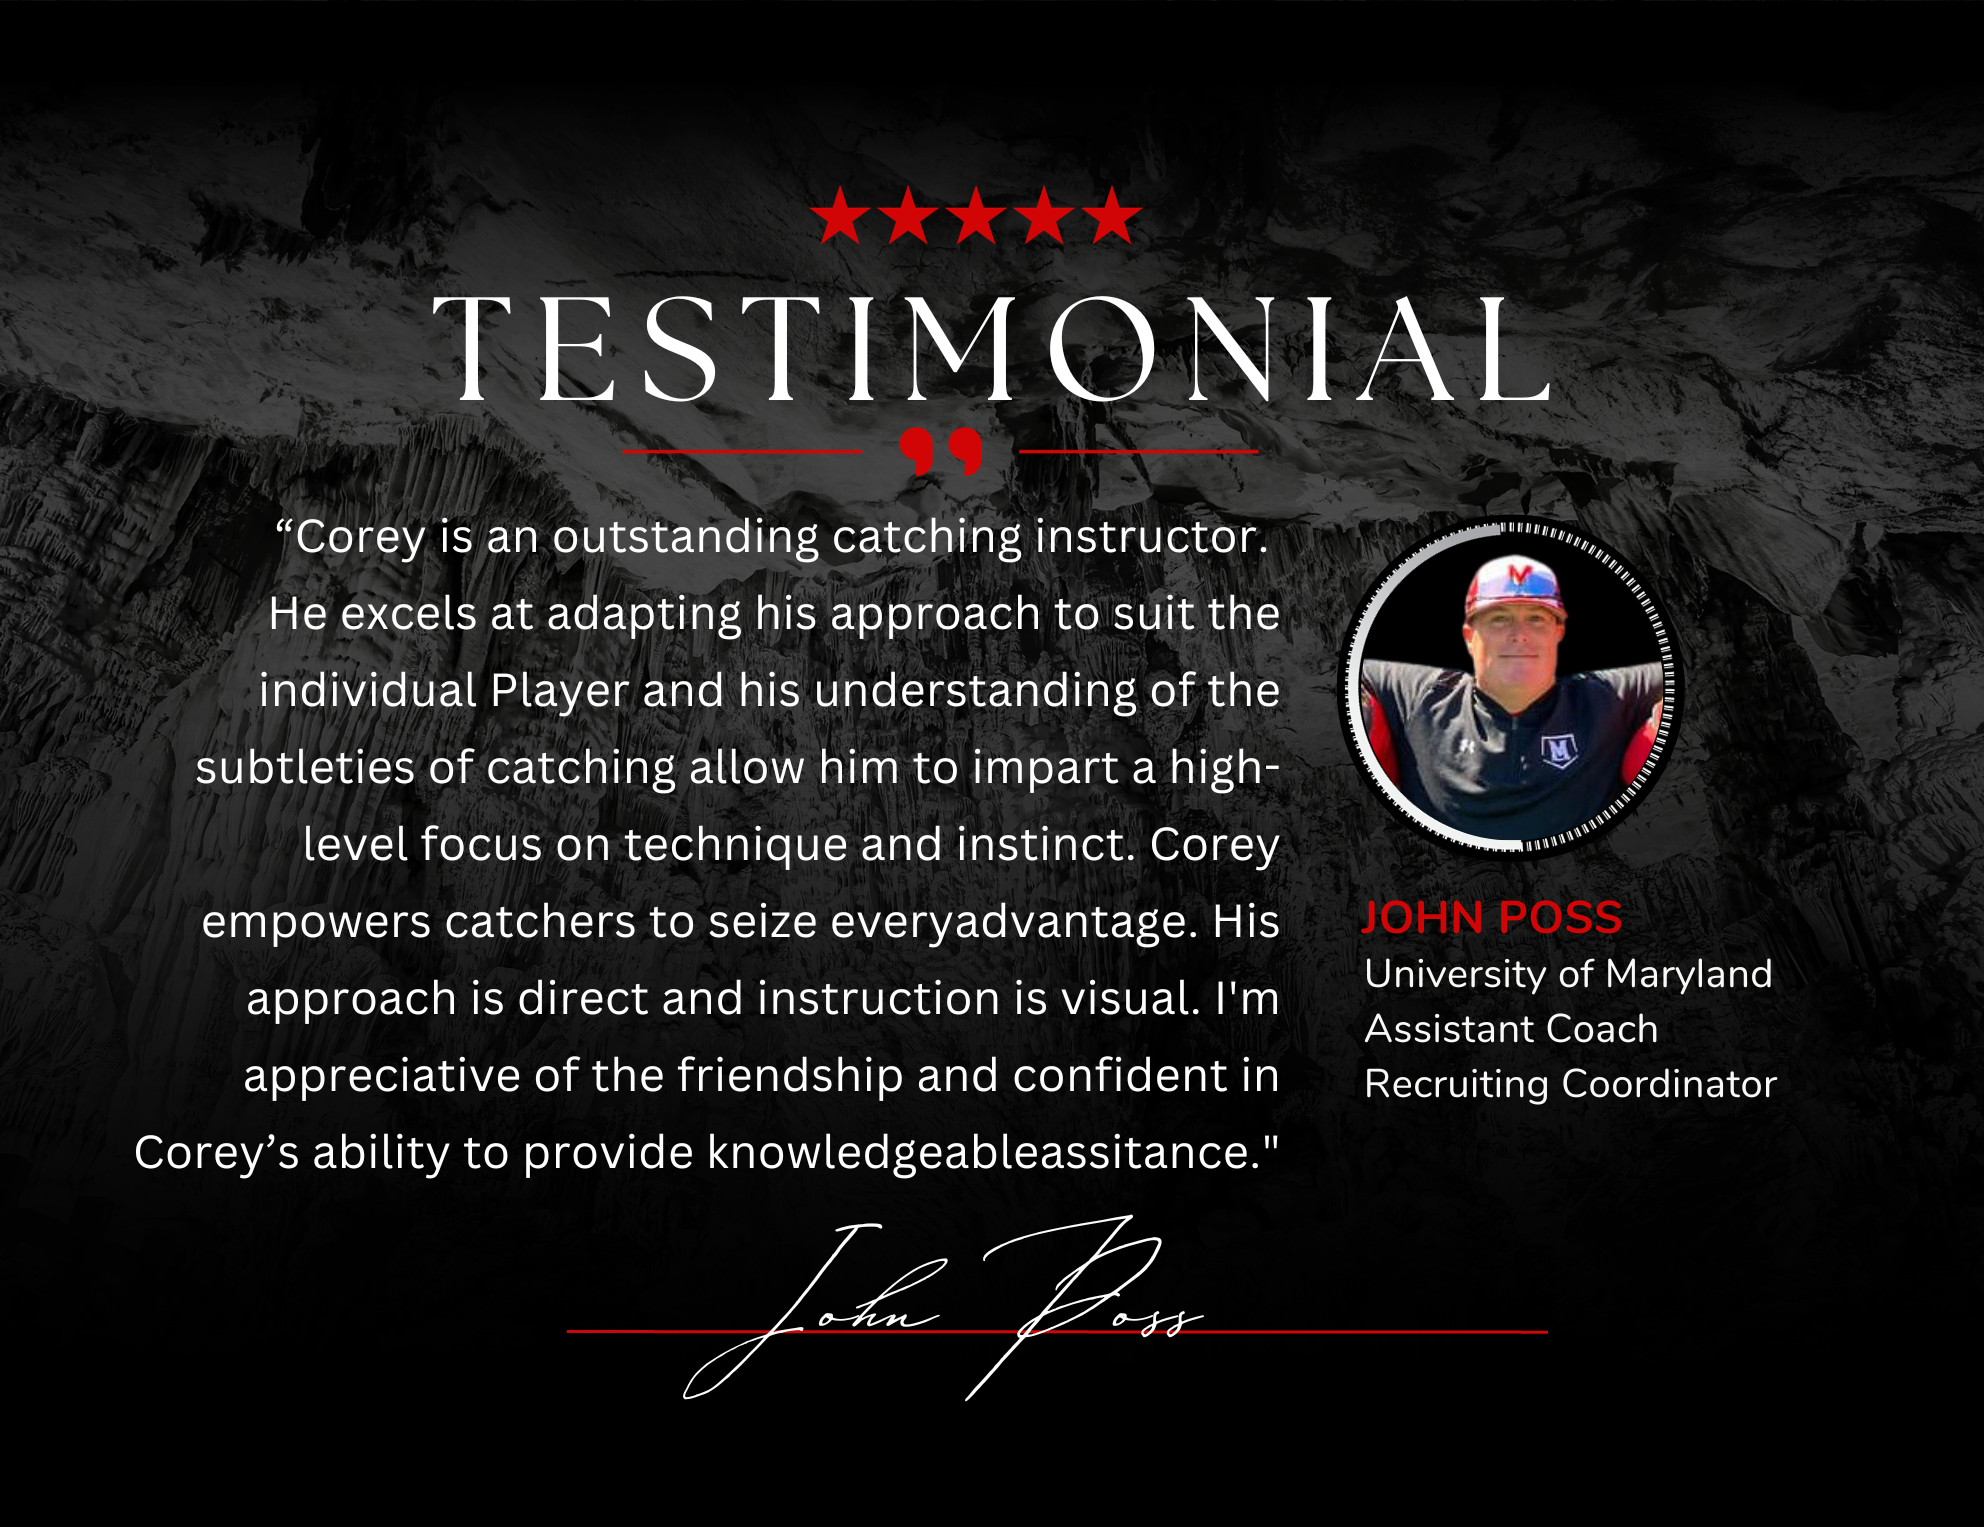 TESTIMONIAL
“Corey is an outstanding catching instructor.
He excels at adapting his approach to suit the
individual Player and his understanding of the
subtleties of catching allow him to impart a high-
level focus on technique and instinct. Corey
empowers catchers to seize everyadvantage. His
approach is direct and instruction is visual. I'm
appreciative of the friendship and confident in
Corey’s ability to provide knowledgeableassitance."
M
M
JOHN POSS
University of Maryland
Assistant Coach
Recruiting Coordinator
John Poss